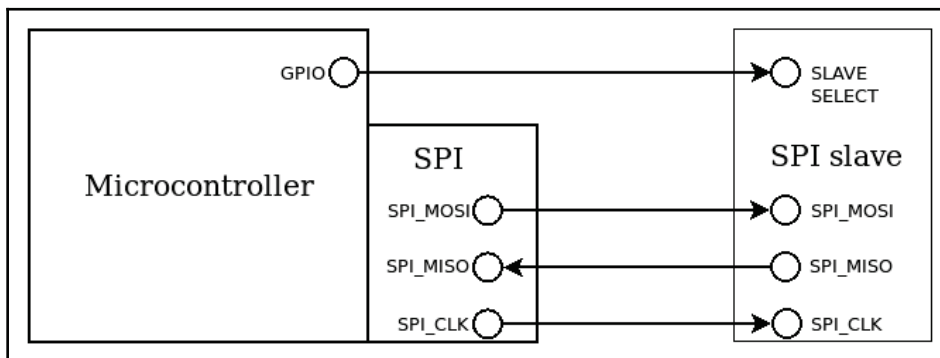 GPIO
SLAVE
SELECT
Microcontroller
SPI
SPI slave
SPI_MOSI
SPI_MOSI
SPI_MISO
SPI_MISO
SPI_CLK
SPI_CLK